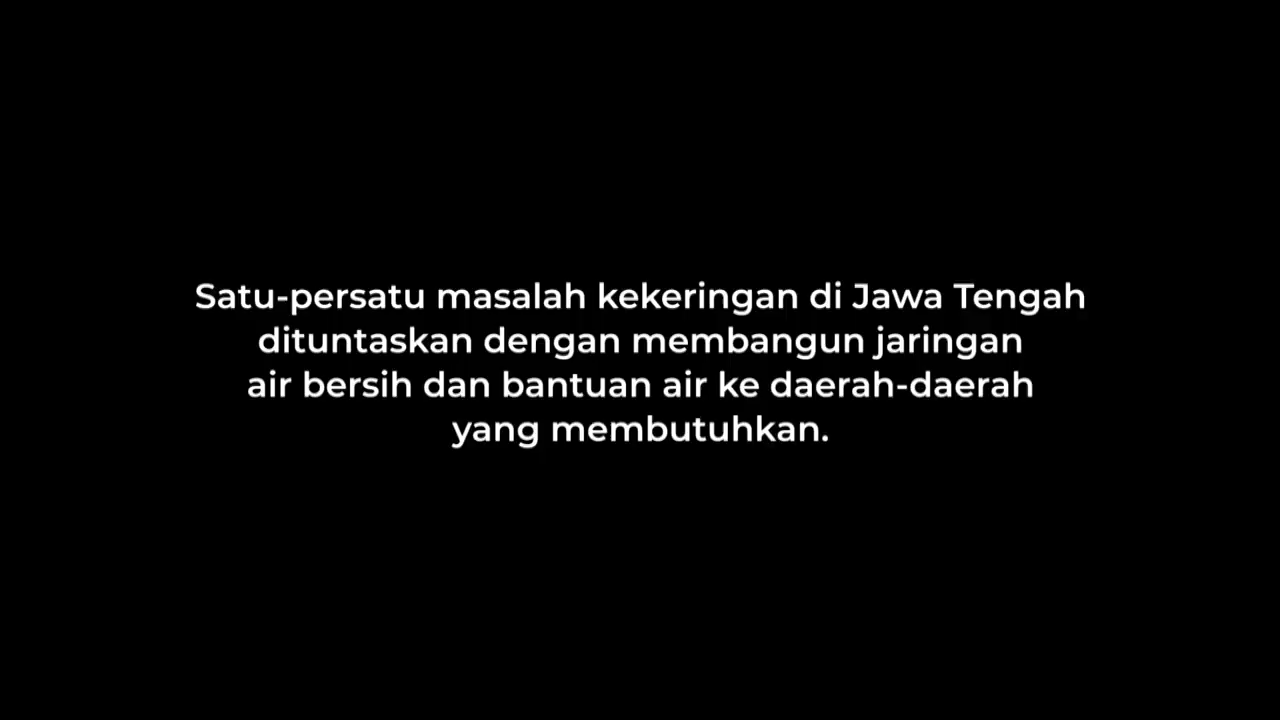 Satu-persatu masalah kekeringan di Jawa Tengah
dituntaskan dengan membangun jaringan
air bersih dan bantuan air ke daerah-daerah
yang membutuhkan.